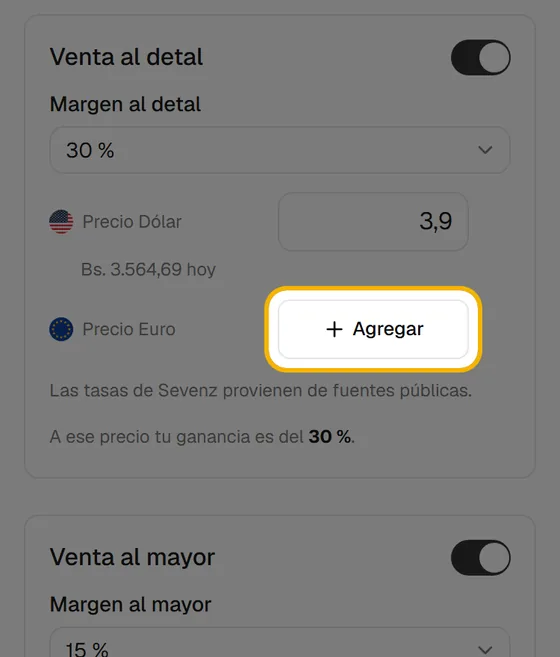 Venta al detal
Margen al detal
30 %
Precio Dólar
3,9
Bs. 3.564,69 hoy
Precio Euro
+ Agregar
Las tasas de Sevenz provienen de fuentes públicas.
A ese precio tu ganancia es del 30 %.
Venta al mayor
Margen al mayor
15 %